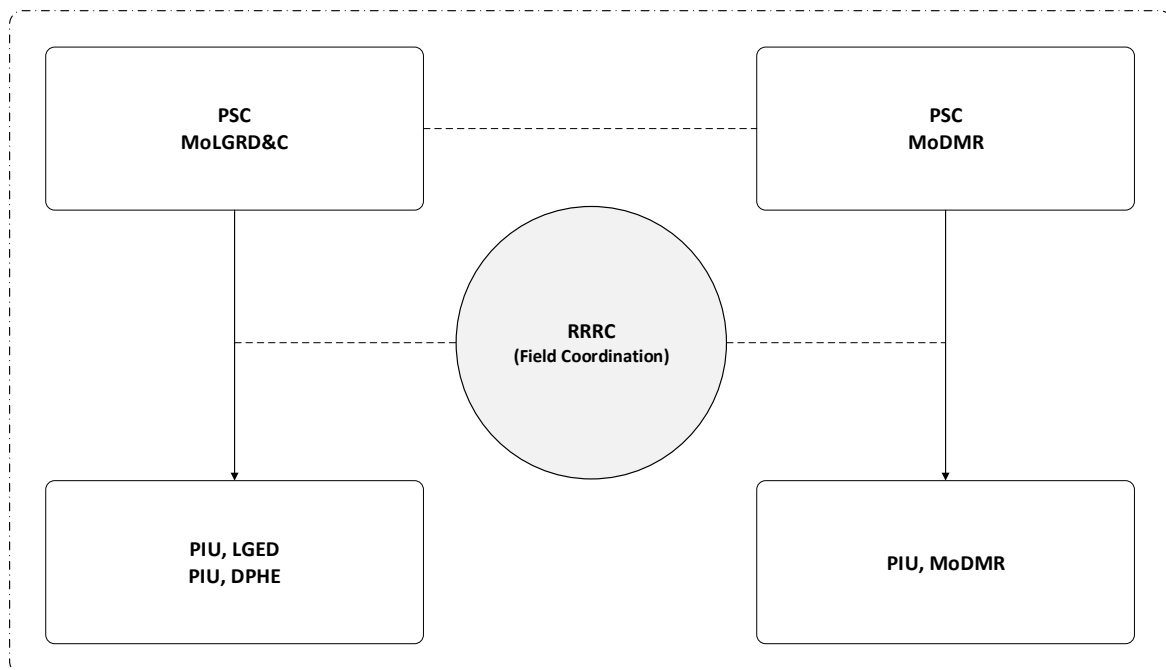 PSC
MoLGRD&C
PSC
MoDMR
RRRC
(Field Coordination)
PIU, LGED
PIU, DPHE
PIU, MoDMR